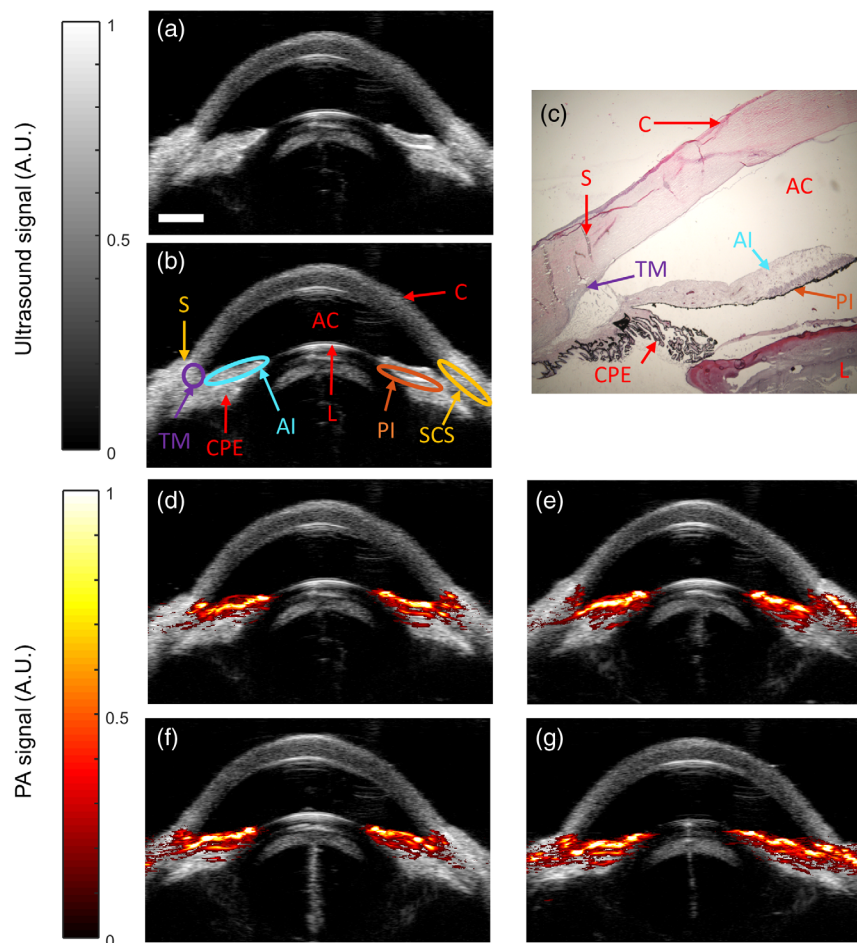 1
0.5
0
Ultrasound signal (A.U.)
(a)
(b)
S
C
AC
TM
CPE
AI
L
PI
SCS
(c)
C
S
AC
AI
TM
PI
CPE
L
1
0.5
0
PA signal (A.U.)
(d)
(e)
(f)
(g)